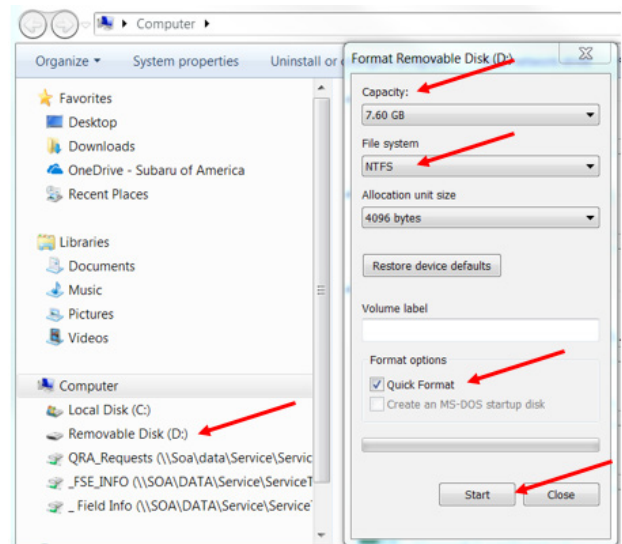 Computer
Organize
System properties
Uninstall or
Favorites
Desktop
Downloads
OneDrive - Subaru of America
Recent Places
Libraries
Documents
Music
Pictures
Videos
Computer
Local Disk (C:)
Removable Disk (D:)
QRA_Requests (\\Soa\data\Service\Servic
_FSE_INFO (\\SOA\DATA\Service\ServiceT
_ Field Info (\\SOA\DATA\Service\Service
Format Removable Disk (D:)
Capacity:
7.60 GB
File system
NTFS
Allocation unit size
4096 bytes
Restore device defaults
Volume label
Format options
Quick Format
Create an MS-DOS startup disk
Start
Close